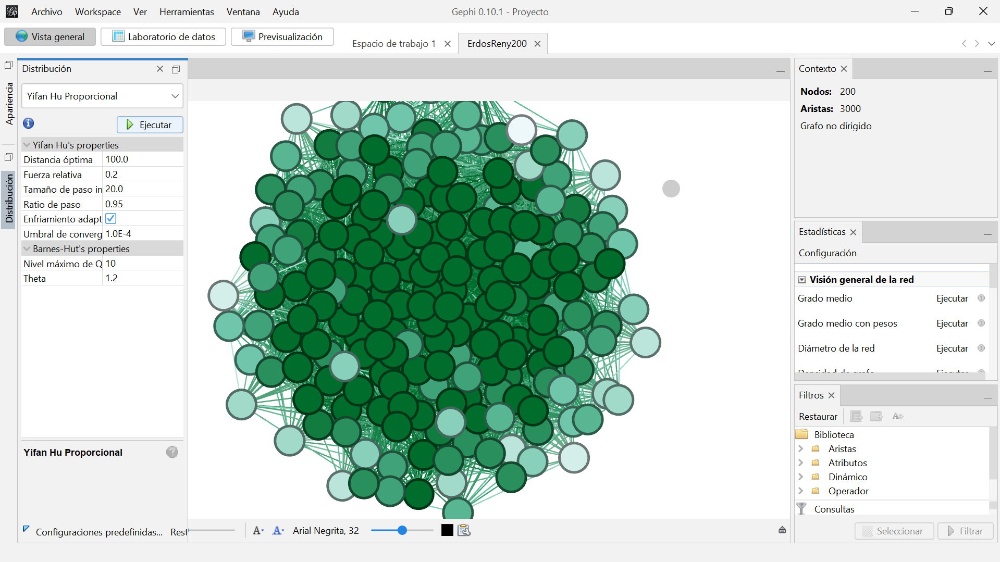 Archivo Workspace Ver Herramientas Ventana Ayuda
Gephi 0.10.1 - Proyecto
Vista general
Laboratorio de datos
Previsualización
Espacio de trabajo 1
ErdosReny200
Apariencia
Distribución
Distribución
Yifan Hu Proporcional
Ejecutar
Yifan Hu's properties
Distancia óptima 100.0
Fuerza relativa 0.2
Tamaño de paso in 20.0
Ratio de paso 0.95
Enfriamiento adapt
Umbral de converg 1.0E-4
Barnes-Hut's properties
Nivel máximo de Q 10
Theta 1.2
Yifan Hu Proporcional
Configuraciones predefinidas... Rest
Arial Negrita, 32
Contexto
Nodos: 200
Aristas: 3000
Grafo no dirigido
Estadísticas
Configuración
Visión general de la red
Grado medio Ejecutar
Grado medio con pesos Ejecutar
Diámetro de la red Ejecutar
Densidad de grafo Ejecutar
Filtros
Restaurar
Biblioteca
Aristas
Atributos
Dinámico
Operador
Consultas
Seleccionar
Filtrar